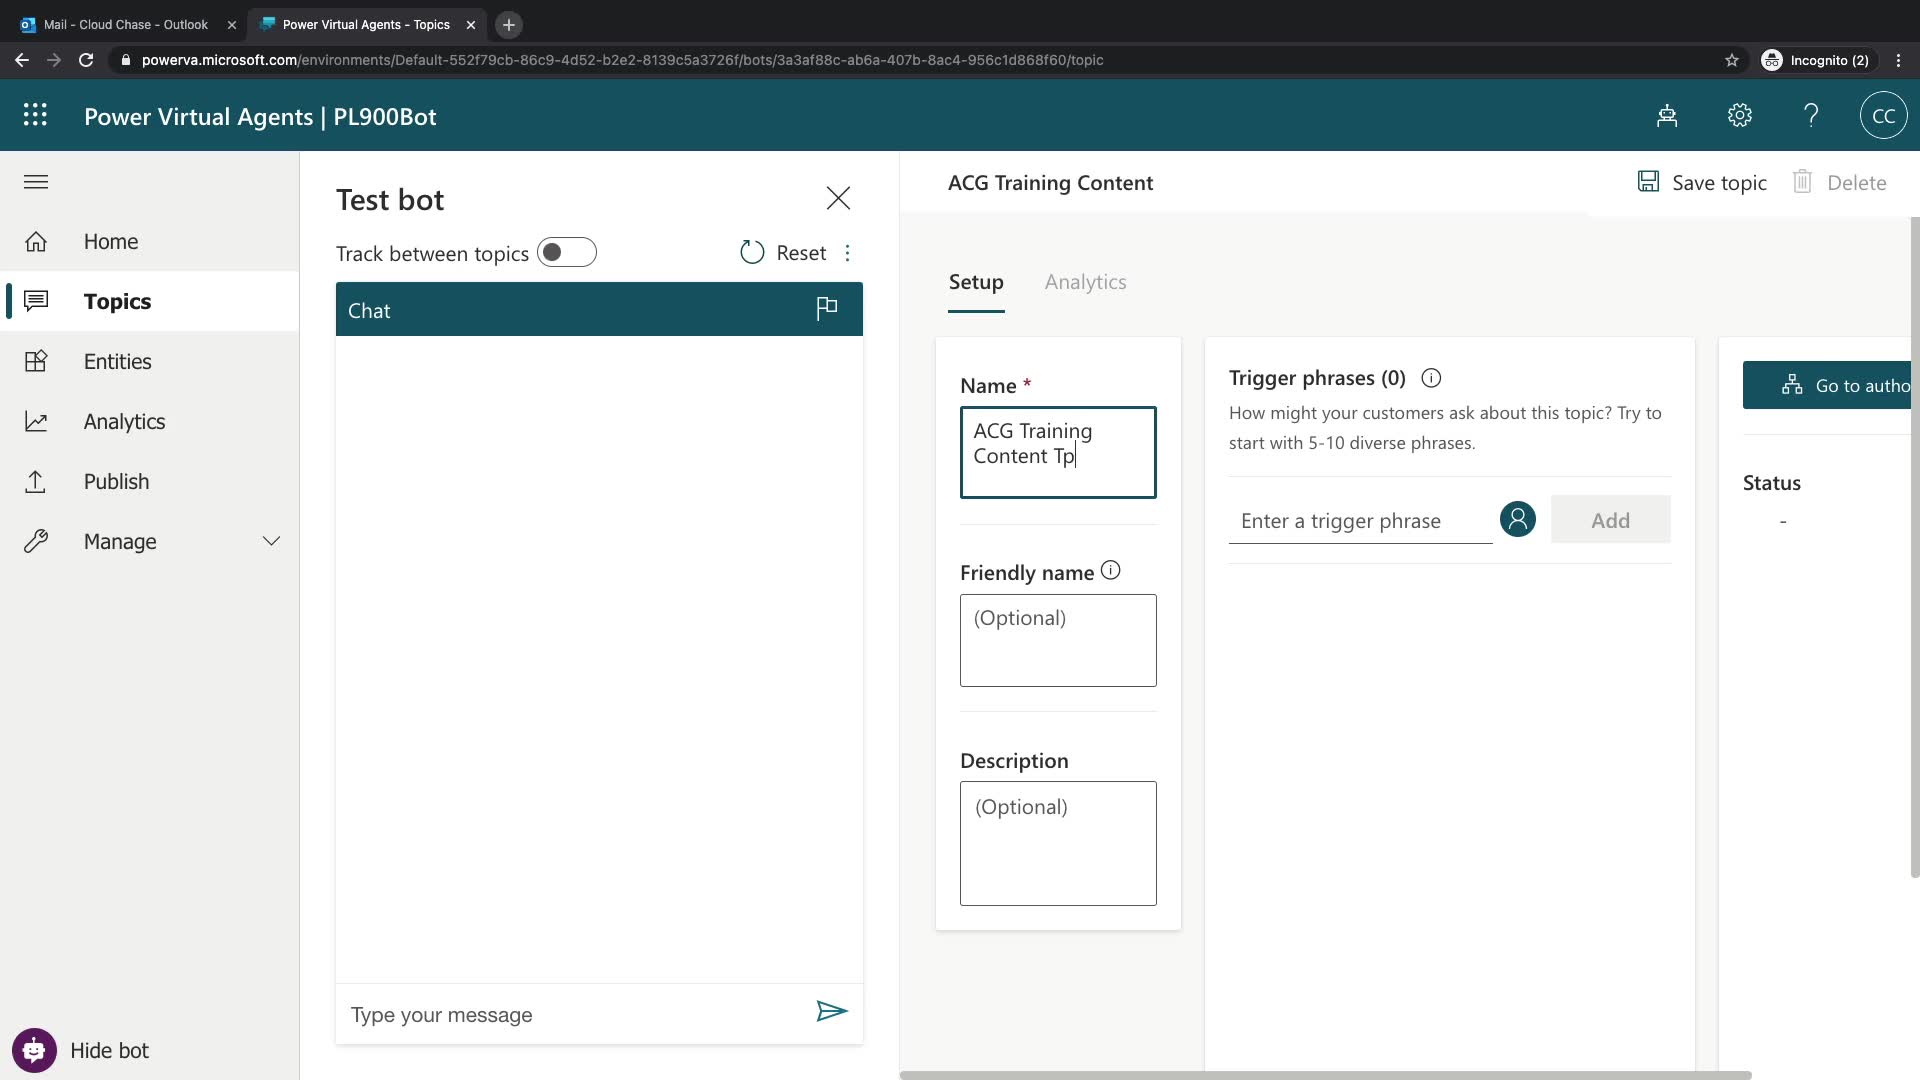 Mail - Cloud Chase - Outlook
Power Virtual Agents - Topics
powerva.microsoft.com/environments/Default-552f79cb-86c9-4d52-b2e2-8139c5a3726f/bots/3a3af88c-ab6a-407b-8ac4-956c1d868f60/topic
Incognito (2)
Power Virtual Agents | PL900Bot
CC
Home
Topics
Entities
Analytics
Publish
Manage
Hide bot
Test bot
Track between topics
Reset
Chat
Type your message
ACG Training Content
Save topic
Delete
Setup
Analytics
Name *
ACG Training
Content Tp
Friendly name
(Optional)
Description
(Optional)
Trigger phrases (0)
How might your customers ask about this topic? Try to
start with 5-10 diverse phrases.
Enter a trigger phrase
Add
Go to autho
Status
-